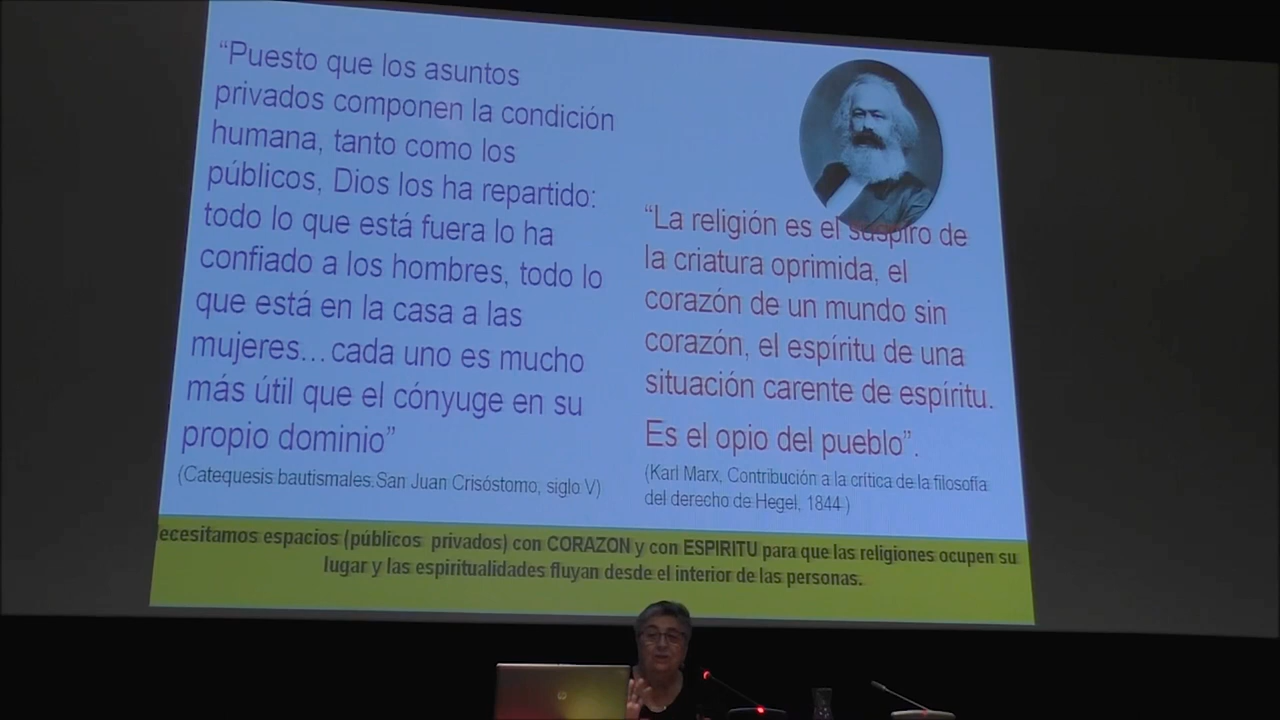 “Puesto que los asuntos
privados componen la condición
humana, tanto como los
públicos, Dios los ha repartido:
todo lo que está fuera lo ha
confiado a los hombres, todo lo
que está en la casa a las
mujeres…cada uno es mucho
más útil que el cónyuge en su
propio dominio”
(Catequesis bautismales.San Juan Crisóstomo, siglo V)
“La religión es el suspiro de
la criatura oprimida, el
corazón de un mundo sin
corazón, el espíritu de una
situación carente de espíritu.
Es el opio del pueblo”.
(Karl Marx, Contribución a la crítica de la filosofía
del derecho de Hegel, 1844.)
ecesitamos espacios (públicos privados) con CORAZON y con ESPIRITU para que las religiones ocupen su
lugar y las espiritualidades fluyan desde el interior de las personas.
hp